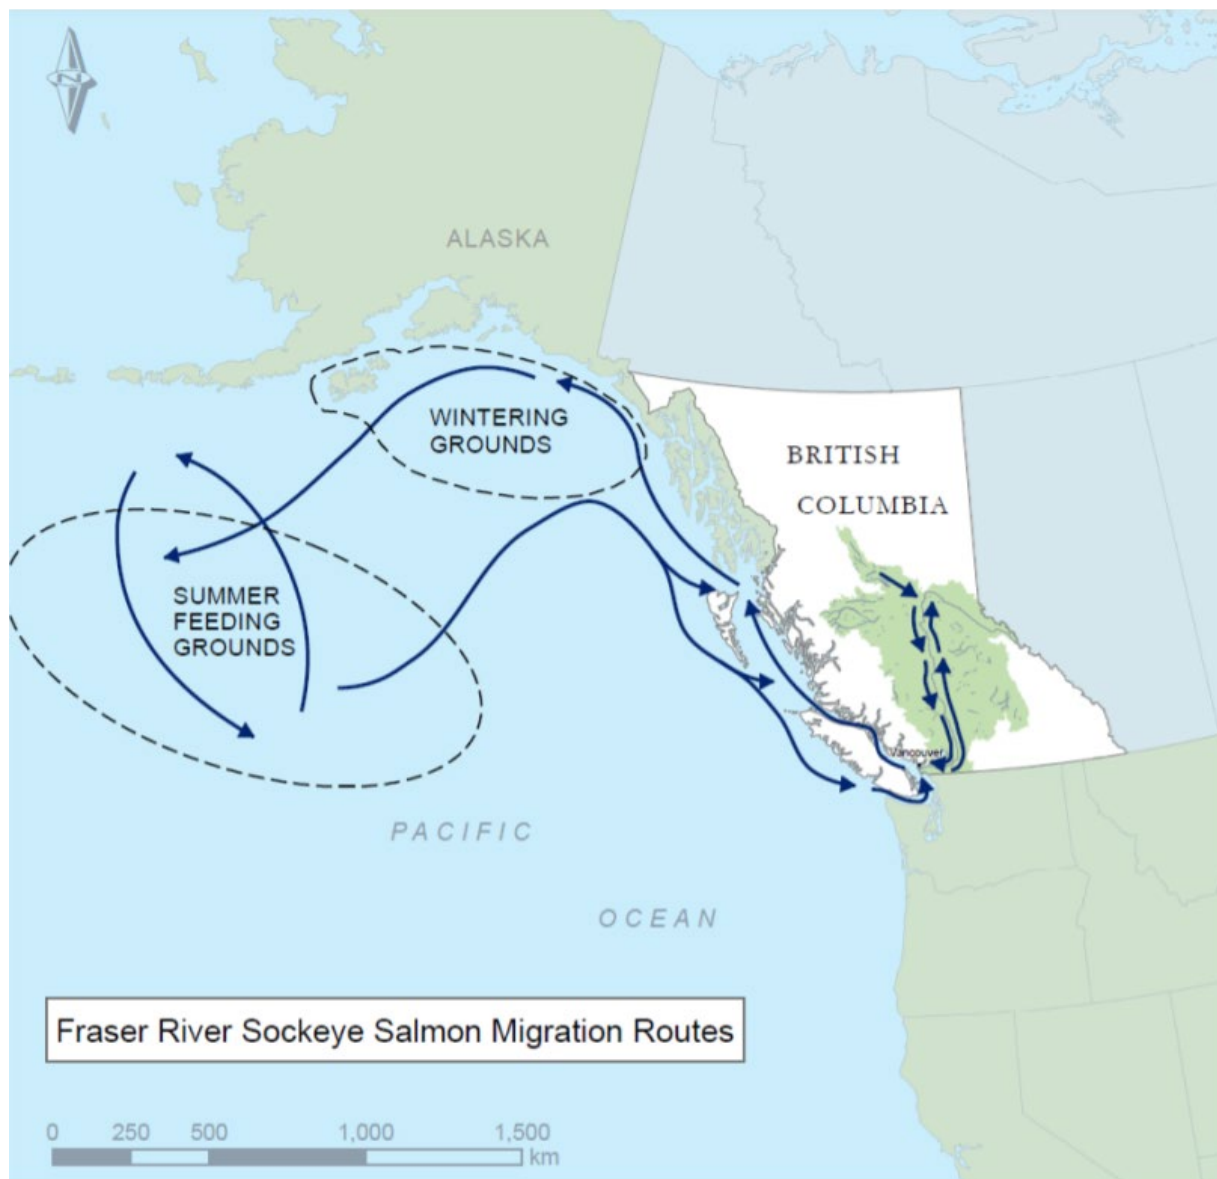 N
ALASKA
WINTERING
GROUNDS
BRITISH
COLUMBIA
SUMMER
FEEDING
GROUNDS
Vancouver
PACIFIC
OCEAN
Fraser River Sockeye Salmon Migration Routes
0 250 500 1,000 1,500
km